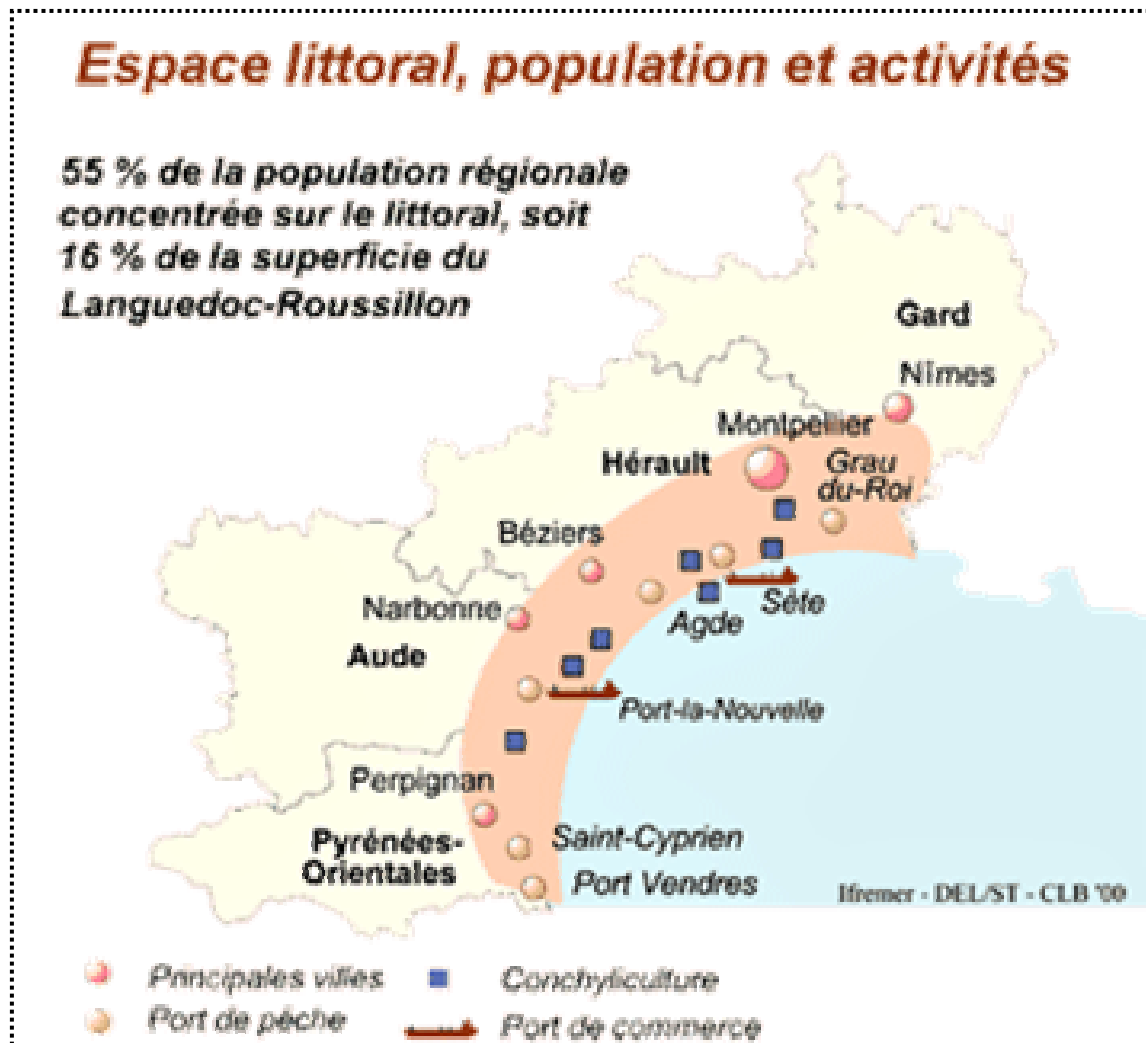 Espace littoral, population et activités
55 % de la population régionale
concentrée sur le littoral, soit
16 % de la superficie du
Languedoc-Roussillon
Gard
Nîmes
Montpellier
Hérault
Grau
du-Roi
Béziers
Narbonne
Sète
Agde
Aude
Port-la-Nouvelle
Perpignan
Pyrénées-
Orientales
Saint-Cyprien
Port Vendres
Ifremer - DEL/ST - CLB '00
Principales villes
Conchyliculture
Port de pêche
Port de commerce